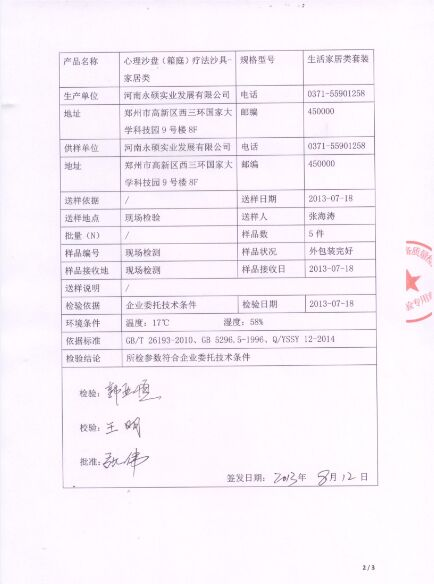 产品名称 心理沙盘（箱庭）疗法沙具- 规格型号 生活家居类套装
家居类
生产单位 河南永硕实业发展有限公司 电话 0371-55901258
地址 郑州市高新区西三环国家大 邮编 450000
学科技园9号楼8F
供样单位 河南永硕实业发展有限公司 电话 0371-55901258
地址 郑州市高新区西三环国家大 邮编 450000
学科技园9号楼8F
送样依据 / 送样日期 2013-07-18
送样地点 现场检验 送样人 张海涛
批量（N） / 样品数 5件
样品编号 现场检测 样品状况 外包装完好
样品接收地 现场检测 样品接收日 2013-07-18
送样说明 /
检验依据 企业委托技术条件 检验日期 2013-07-18
环境条件 温度：17℃ 湿度：58%
依据标准 GB/T 26193-2010、GB 5296.5-1996、Q/YSSY 12-2014
检验结论 所检参数符合企业委托技术条件
检验：
校验：王明
批准：张伟
签发日期：2013年 8月12日
2/3